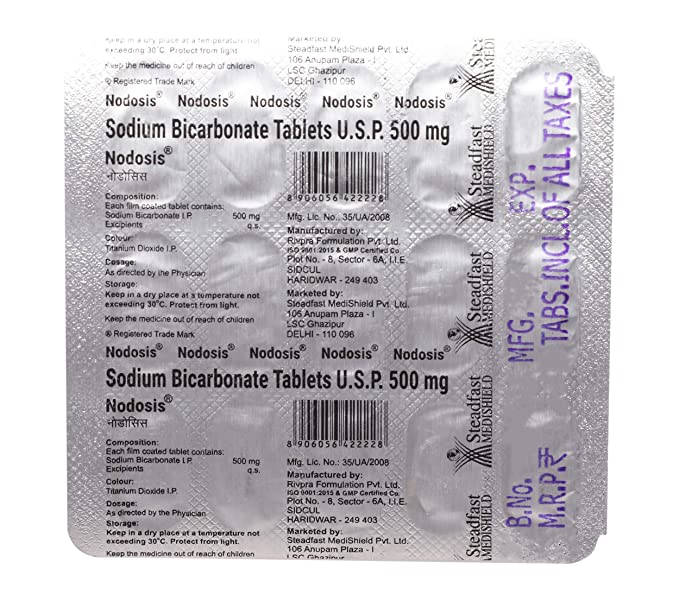 Keep in a dry place at a temperature not
exceeding 30°C. Protect from light
Keep the medicine out of reach of children
® Registered Trade Mark
Steadfast MediShield Pvt. Ltd.
106 Anupam Plaza - I
LSC Ghazipur
DELHI - 110 096
Nodosis® Nodosis® Nodosis® Nodosis® Nodosis®
Sodium Bicarbonate Tablets U.S.P. 500 mg
Nodosis®
नोडोसिस
Composition:
Each film coated tablet contains:
Sodium Bicarbonate I.P. 500 mg
Excipients q.s.
Colour:
Titanium Dioxide I.P.
Dosage:
As directed by the Physician
Storage:
Keep in a dry place at a temperature not
exceeding 30°C. Protect from light.
Keep the medicine out of reach of children
® Registered Trade Mark
8 906056 422228
Mfg. Lic. No.: 35/UA/2008
Manufactured by:
Rivpra Formulation Pvt. Ltd.
ISO 9001:2015 & GMP Certified Co.
Plot No. - 8, Sector - 6A, I.I.E.
SIDCUL
HARIDWAR - 249 403
Marketed by:
Steadfast MediShield Pvt. Ltd.
106 Anupam Plaza - I
LSC Ghazipur
DELHI - 110 096
Nodosis® Nodosis® Nodosis® Nodosis® Nodosis®
Sodium Bicarbonate Tablets U.S.P. 500 mg
Nodosis®
नोडोसिस
Composition:
Each film coated tablet contains:
Sodium Bicarbonate I.P. 500 mg
Excipients q.s.
Colour:
Titanium Dioxide I.P.
Dosage:
As directed by the Physician
Storage:
Keep in a dry place at a temperature not
exceeding 30°C. Protect from light.
Keep the medicine out of reach of children
8 906056 422228
Mfg. Lic. No.: 35/UA/2008
Manufactured by:
Rivpra Formulation Pvt. Ltd.
ISO 9001:2015 & GMP Certified Co.
Plot No. - 8, Sector - 6A, I.I.E.
SIDCUL
HARIDWAR - 249 403
Marketed by:
Steadfast MediShield Pvt. Ltd.
106 Anupam Plaza - I
LSC Ghazipur
MEDISHIELD
Steadfast
MEDISHIELD
Steadfast
MEDISHIELD
Steadfast
MEDISHIELD
B.No. MFG. EXP.
M.R.P.₹ TABS.INCL.OF ALL TAXES